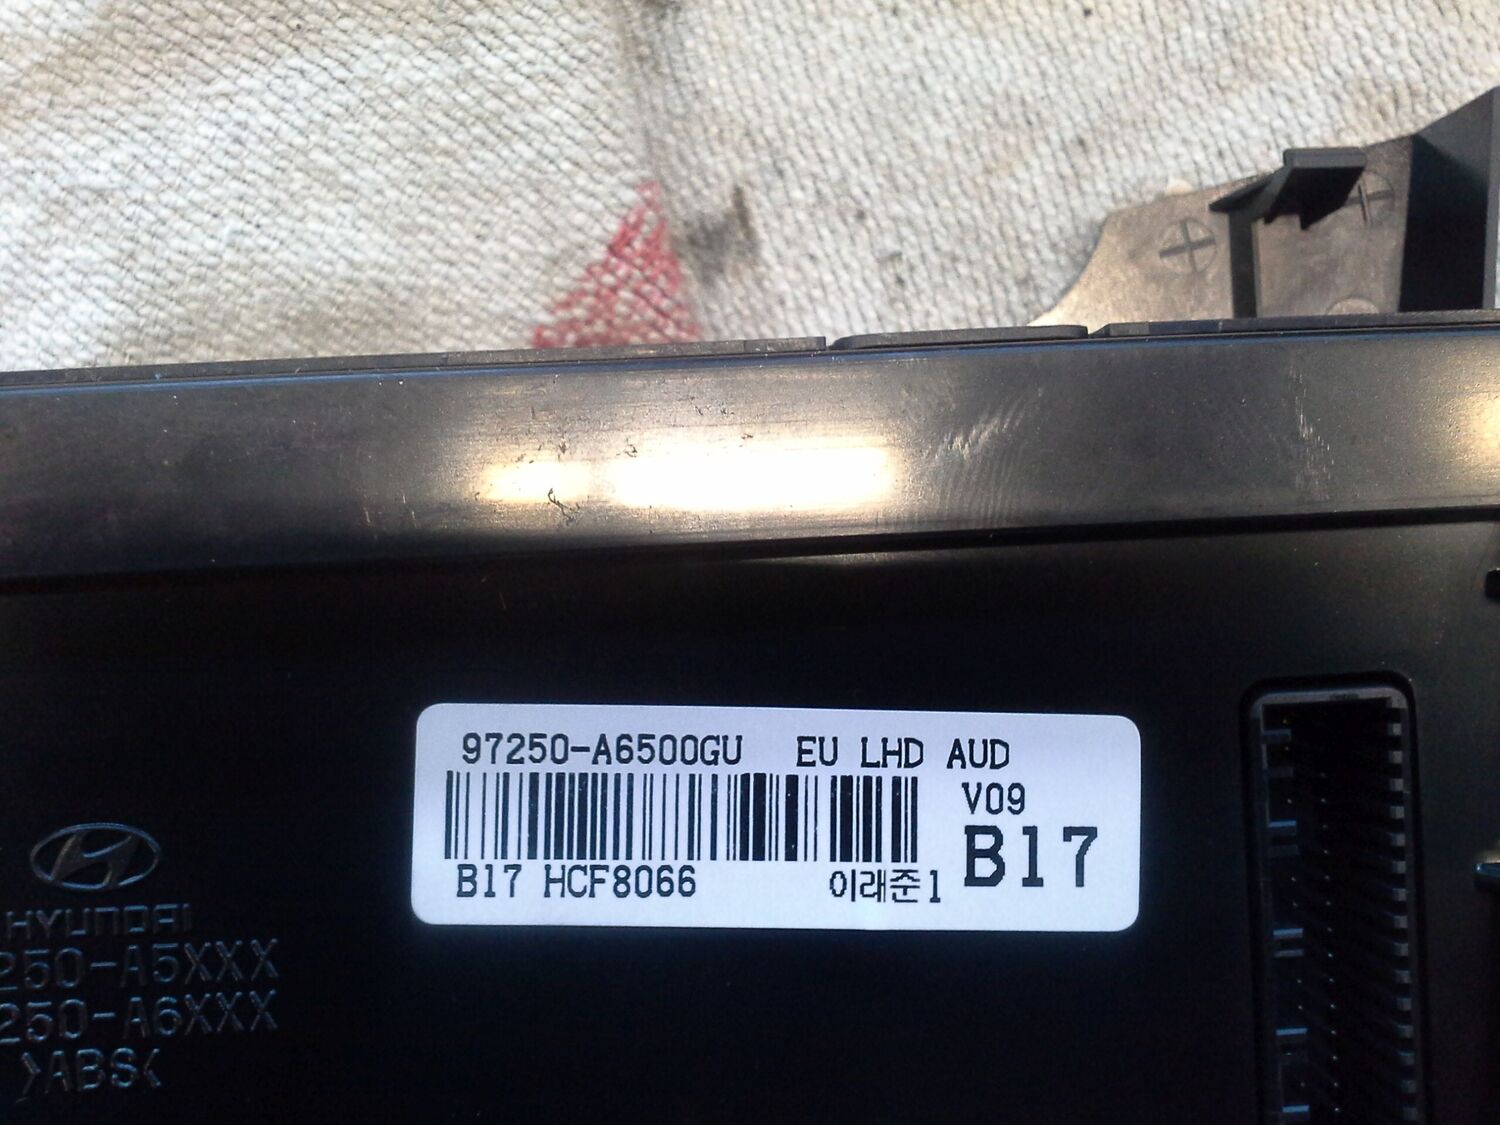 97250-A6500GU EU LHD AUD
V09
B17
B17 HCF8066 이래준1
HYUNDAI
250-A5XXX
250-A6XXX
>ABS<